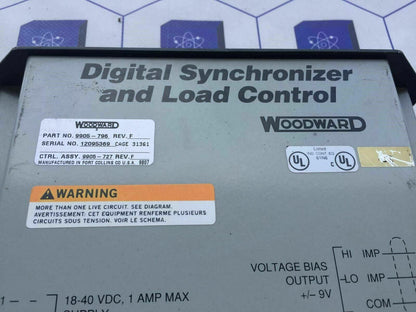 Digital Synchronizer
and Load Control
WOODWARD
PART NO. 9905-796 REV. F
SERIAL NO. 12095369 CAGE 31361
CTRL. ASSY. 9905-727 REV. F
MANUFACTURED IN FORT COLLINS CO U.S.A. 9807
WOODWARD
Listed
UL
UL
C
WARNING
MORE THAN ONE LIVE CIRCUIT. SEE DIAGRAM.
AVERTISSEMENT: CET EQUIPMENT RENFERME PLUSIEURS
CIRCUITS SOUS TENSION. VOIR LE SCHEMA.
VOLTAGE BIAS
OUTPUT
+/- 9V
HI IMP
LO IMP
COM
1
18-40 VDC, 1 AMP MAX
SUPPLY